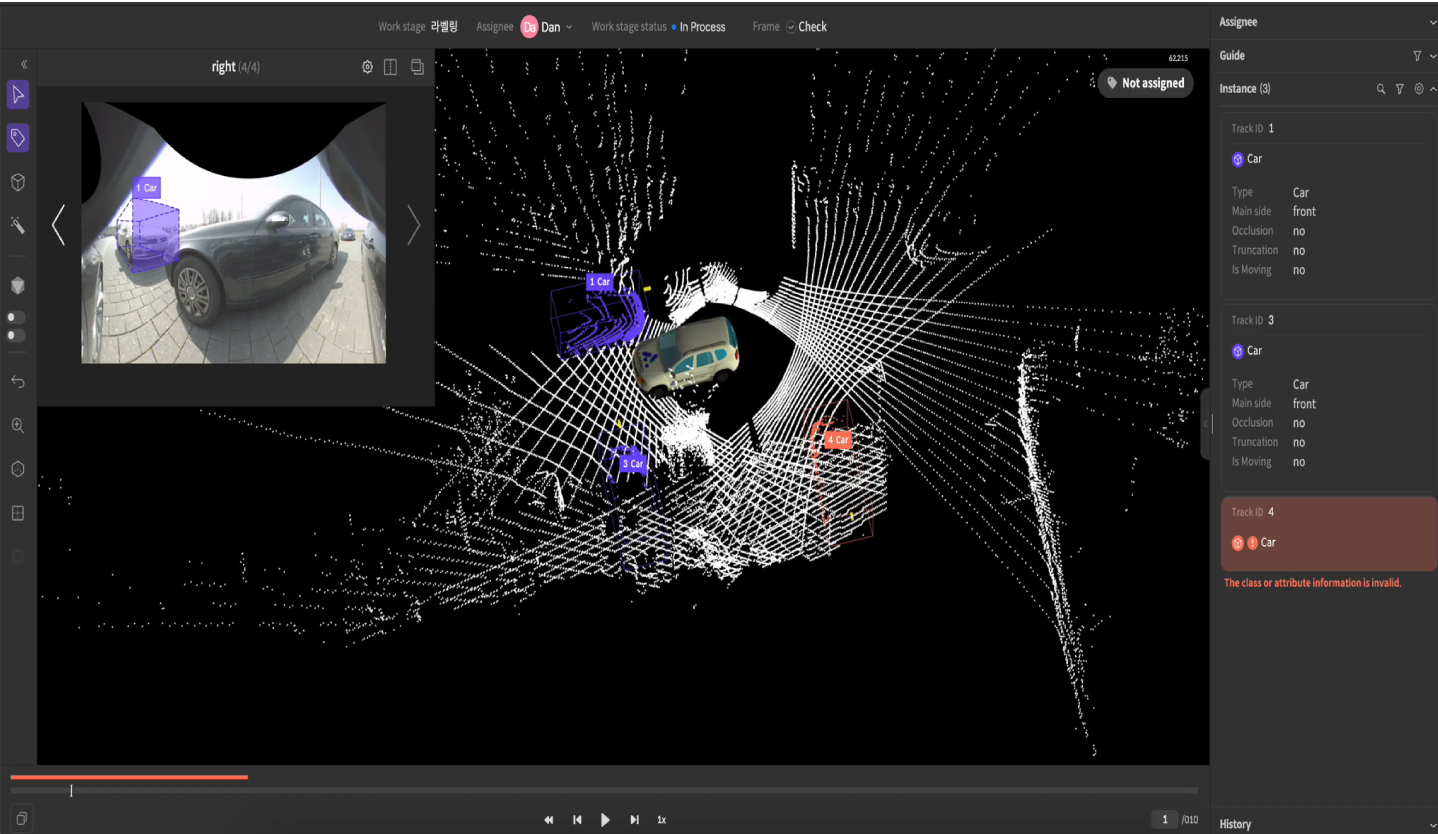 Work stage 라벨링 Assignee Da Dan Work stage status In Process Frame Check
right (4/4)
1 Car
62,215
Not assigned
1 Car
3 Car
4 Car
Assignee
Guide
Instance (3)
Track ID 1
Car
Type Car
Main side front
Occlusion no
Truncation no
Is Moving no
Track ID 3
Car
Type Car
Main side front
Occlusion no
Truncation no
Is Moving no
Track ID 4
Car
The class or attribute information is invalid.
1x
1 /010
History